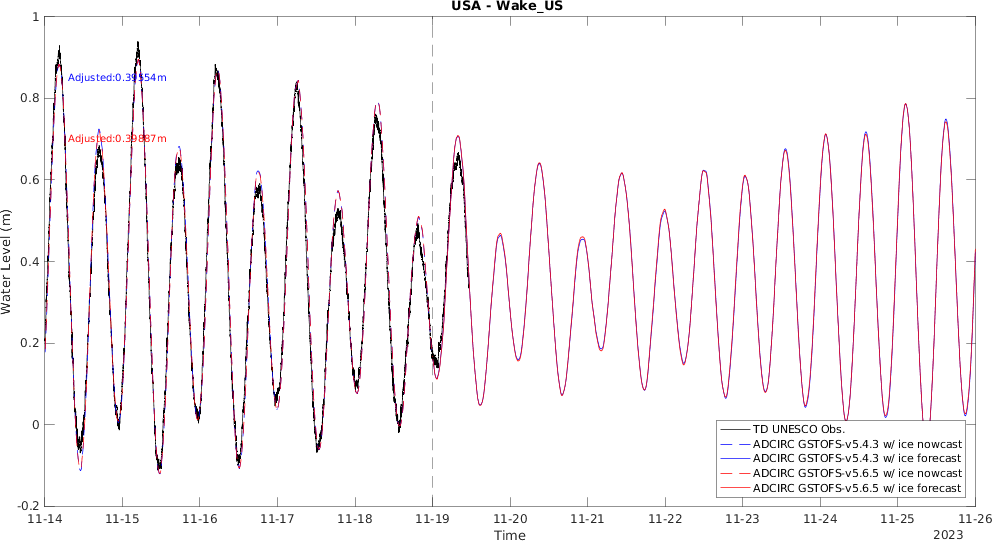 USA - Wake_US
1
0.8
0.6
0.4
0.2
0
-0.2
Water Level (m)
Adjusted:0.39554m
Adjusted:0.39887m
TD UNESCO Obs.
ADCIRC GSTOFS-v5.4.3 w/ ice nowcast
ADCIRC GSTOFS-v5.4.3 w/ ice forecast
ADCIRC GSTOFS-v5.6.5 w/ ice nowcast
ADCIRC GSTOFS-v5.6.5 w/ ice forecast
11-14 11-15 11-16 11-17 11-18 11-19 11-20 11-21 11-22 11-23 11-24 11-25 11-26
Time
2023